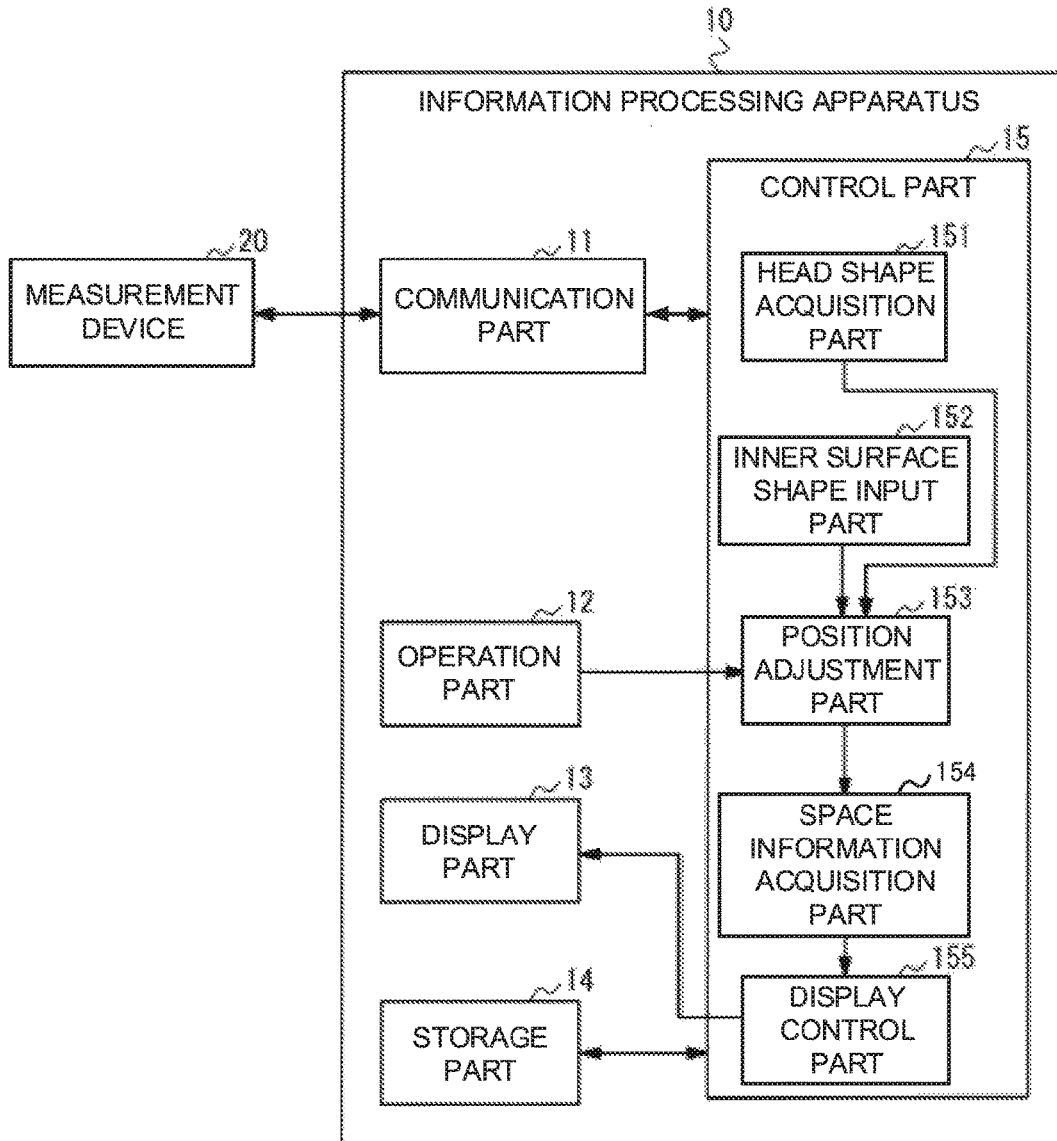 10
INFORMATION PROCESSING APPARATUS
15
CONTROL PART
20
MEASUREMENT
DEVICE
11
COMMUNICATION
PART
151
HEAD SHAPE
ACQUISITION
PART
152
INNER SURFACE
SHAPE INPUT
PART
12
OPERATION
PART
153
POSITION
ADJUSTMENT
PART
13
DISPLAY
PART
154
SPACE
INFORMATION
ACQUISITION
PART
14
STORAGE
PART
155
DISPLAY
CONTROL
PART